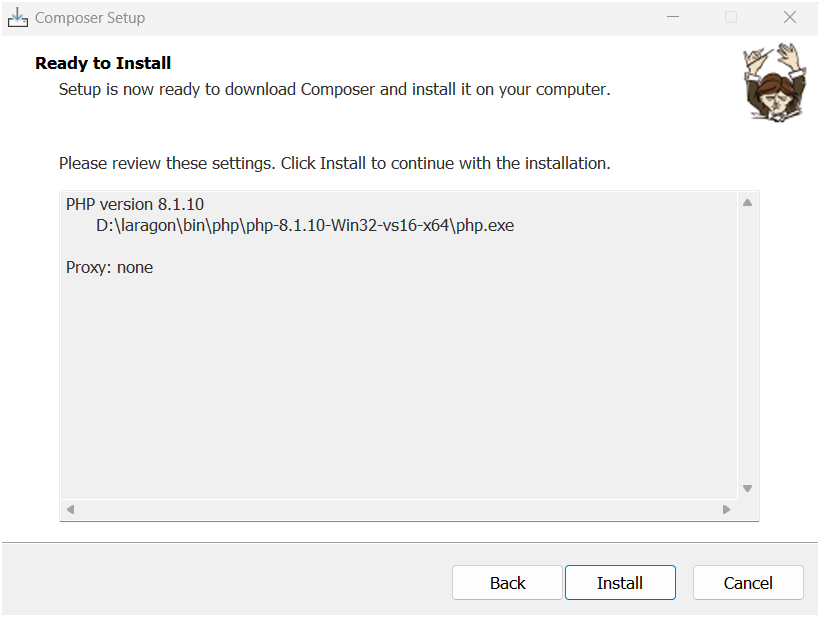 Composer Setup
Ready to Install
Setup is now ready to download Composer and install it on your computer.
Please review these settings. Click Install to continue with the installation.
PHP version 8.1.10
D:\laragon\bin\php\php-8.1.10-Win32-vs16-x64\php.exe
Proxy: none
Back
Install
Cancel